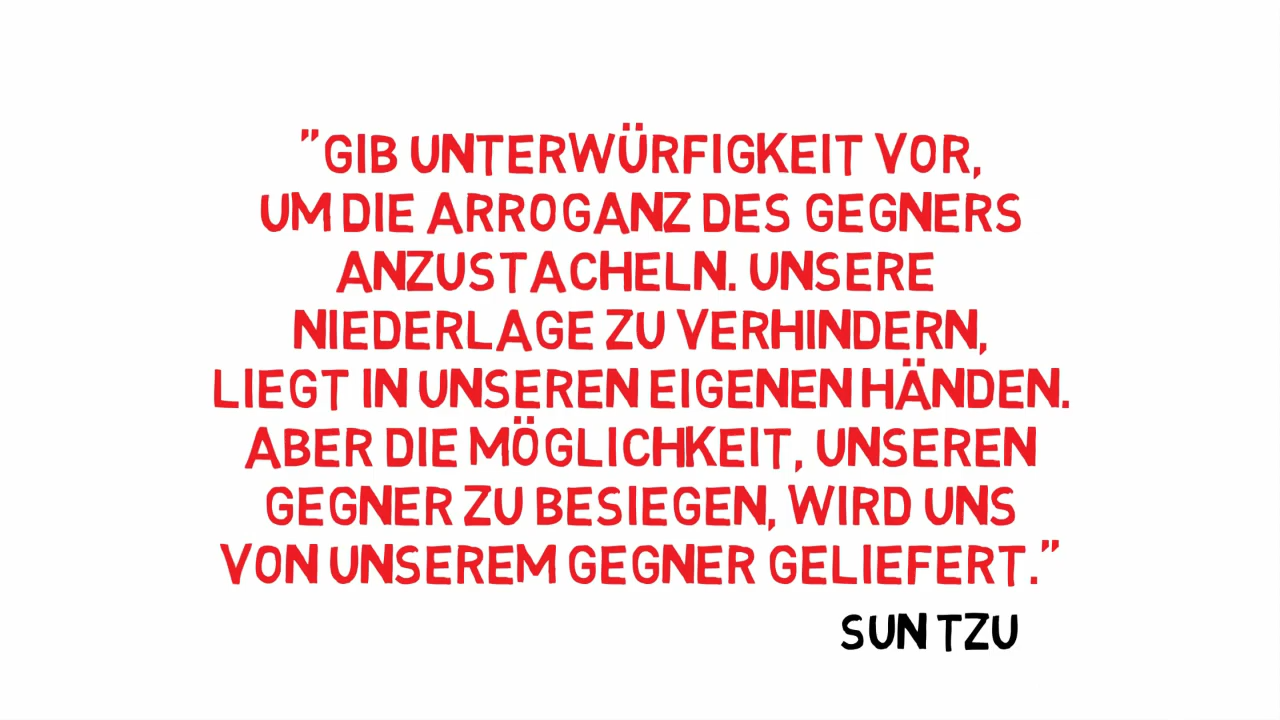 "GIB UNTERWÜRFIGKEIT VOR,
UM DIE ARROGANZ DES GEGNERS
ANZUSTACHELN. UNSERE
NIEDERLAGE ZU VERHINDERN,
LIEGT IN UNSEREN EIGENEN HÄNDEN.
ABER DIE MÖGLICHKEIT, UNSEREN
GEGNER ZU BESIEGEN, WIRD UNS
VON UNSEREM GEGNER GELIEFERT."
SUN TZU